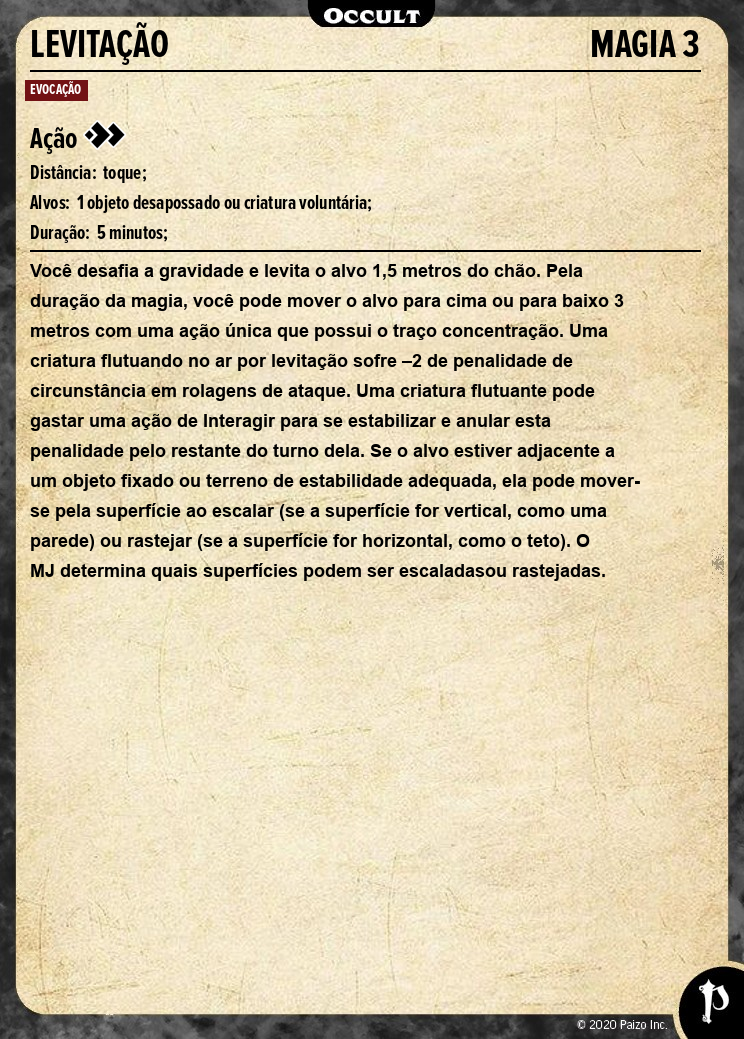 OCCULT
LEVITAÇÃO MAGIA 3
EVOCAÇÃO
Ação
Distância: toque;
Alvos: 1 objeto desapossado ou criatura voluntária;
Duração: 5 minutos;
Você desafia a gravidade e levita o alvo 1,5 metros do chão. Pela
duração da magia, você pode mover o alvo para cima ou para baixo 3
metros com uma ação única que possui o traço concentração. Uma
criatura flutuando no ar por levitação sofre –2 de penalidade de
circunstância em rolagens de ataque. Uma criatura flutuante pode
gastar uma ação de Interagir para se estabilizar e anular esta
penalidade pelo restante do turno dela. Se o alvo estiver adjacente a
um objeto fixado ou terreno de estabilidade adequada, ela pode mover-
se pela superfície ao escalar (se a superfície for vertical, como uma
parede) ou rastejar (se a superfície for horizontal, como o teto). O
MJ determina quais superfícies podem ser escaladasou rastejadas.
© 2020 Paizo Inc.
P